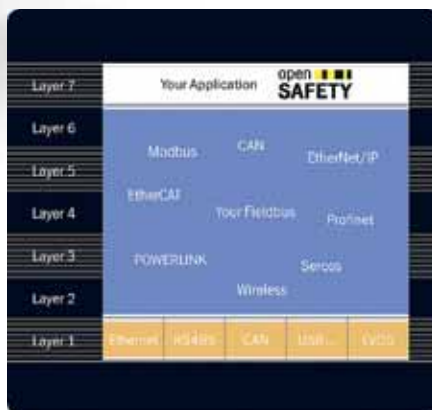 Layer 7 Your Application open SAFETY
Layer 6
Modbus CAN EtherNet/IP
Layer 5
EtherCAT
Layer 4 Your Fieldbus Profinet
Layer 3 POWERLINK Sercos
Wireless
Layer 2
Layer 1 Ethernet RS485 CAN USB... LVDS